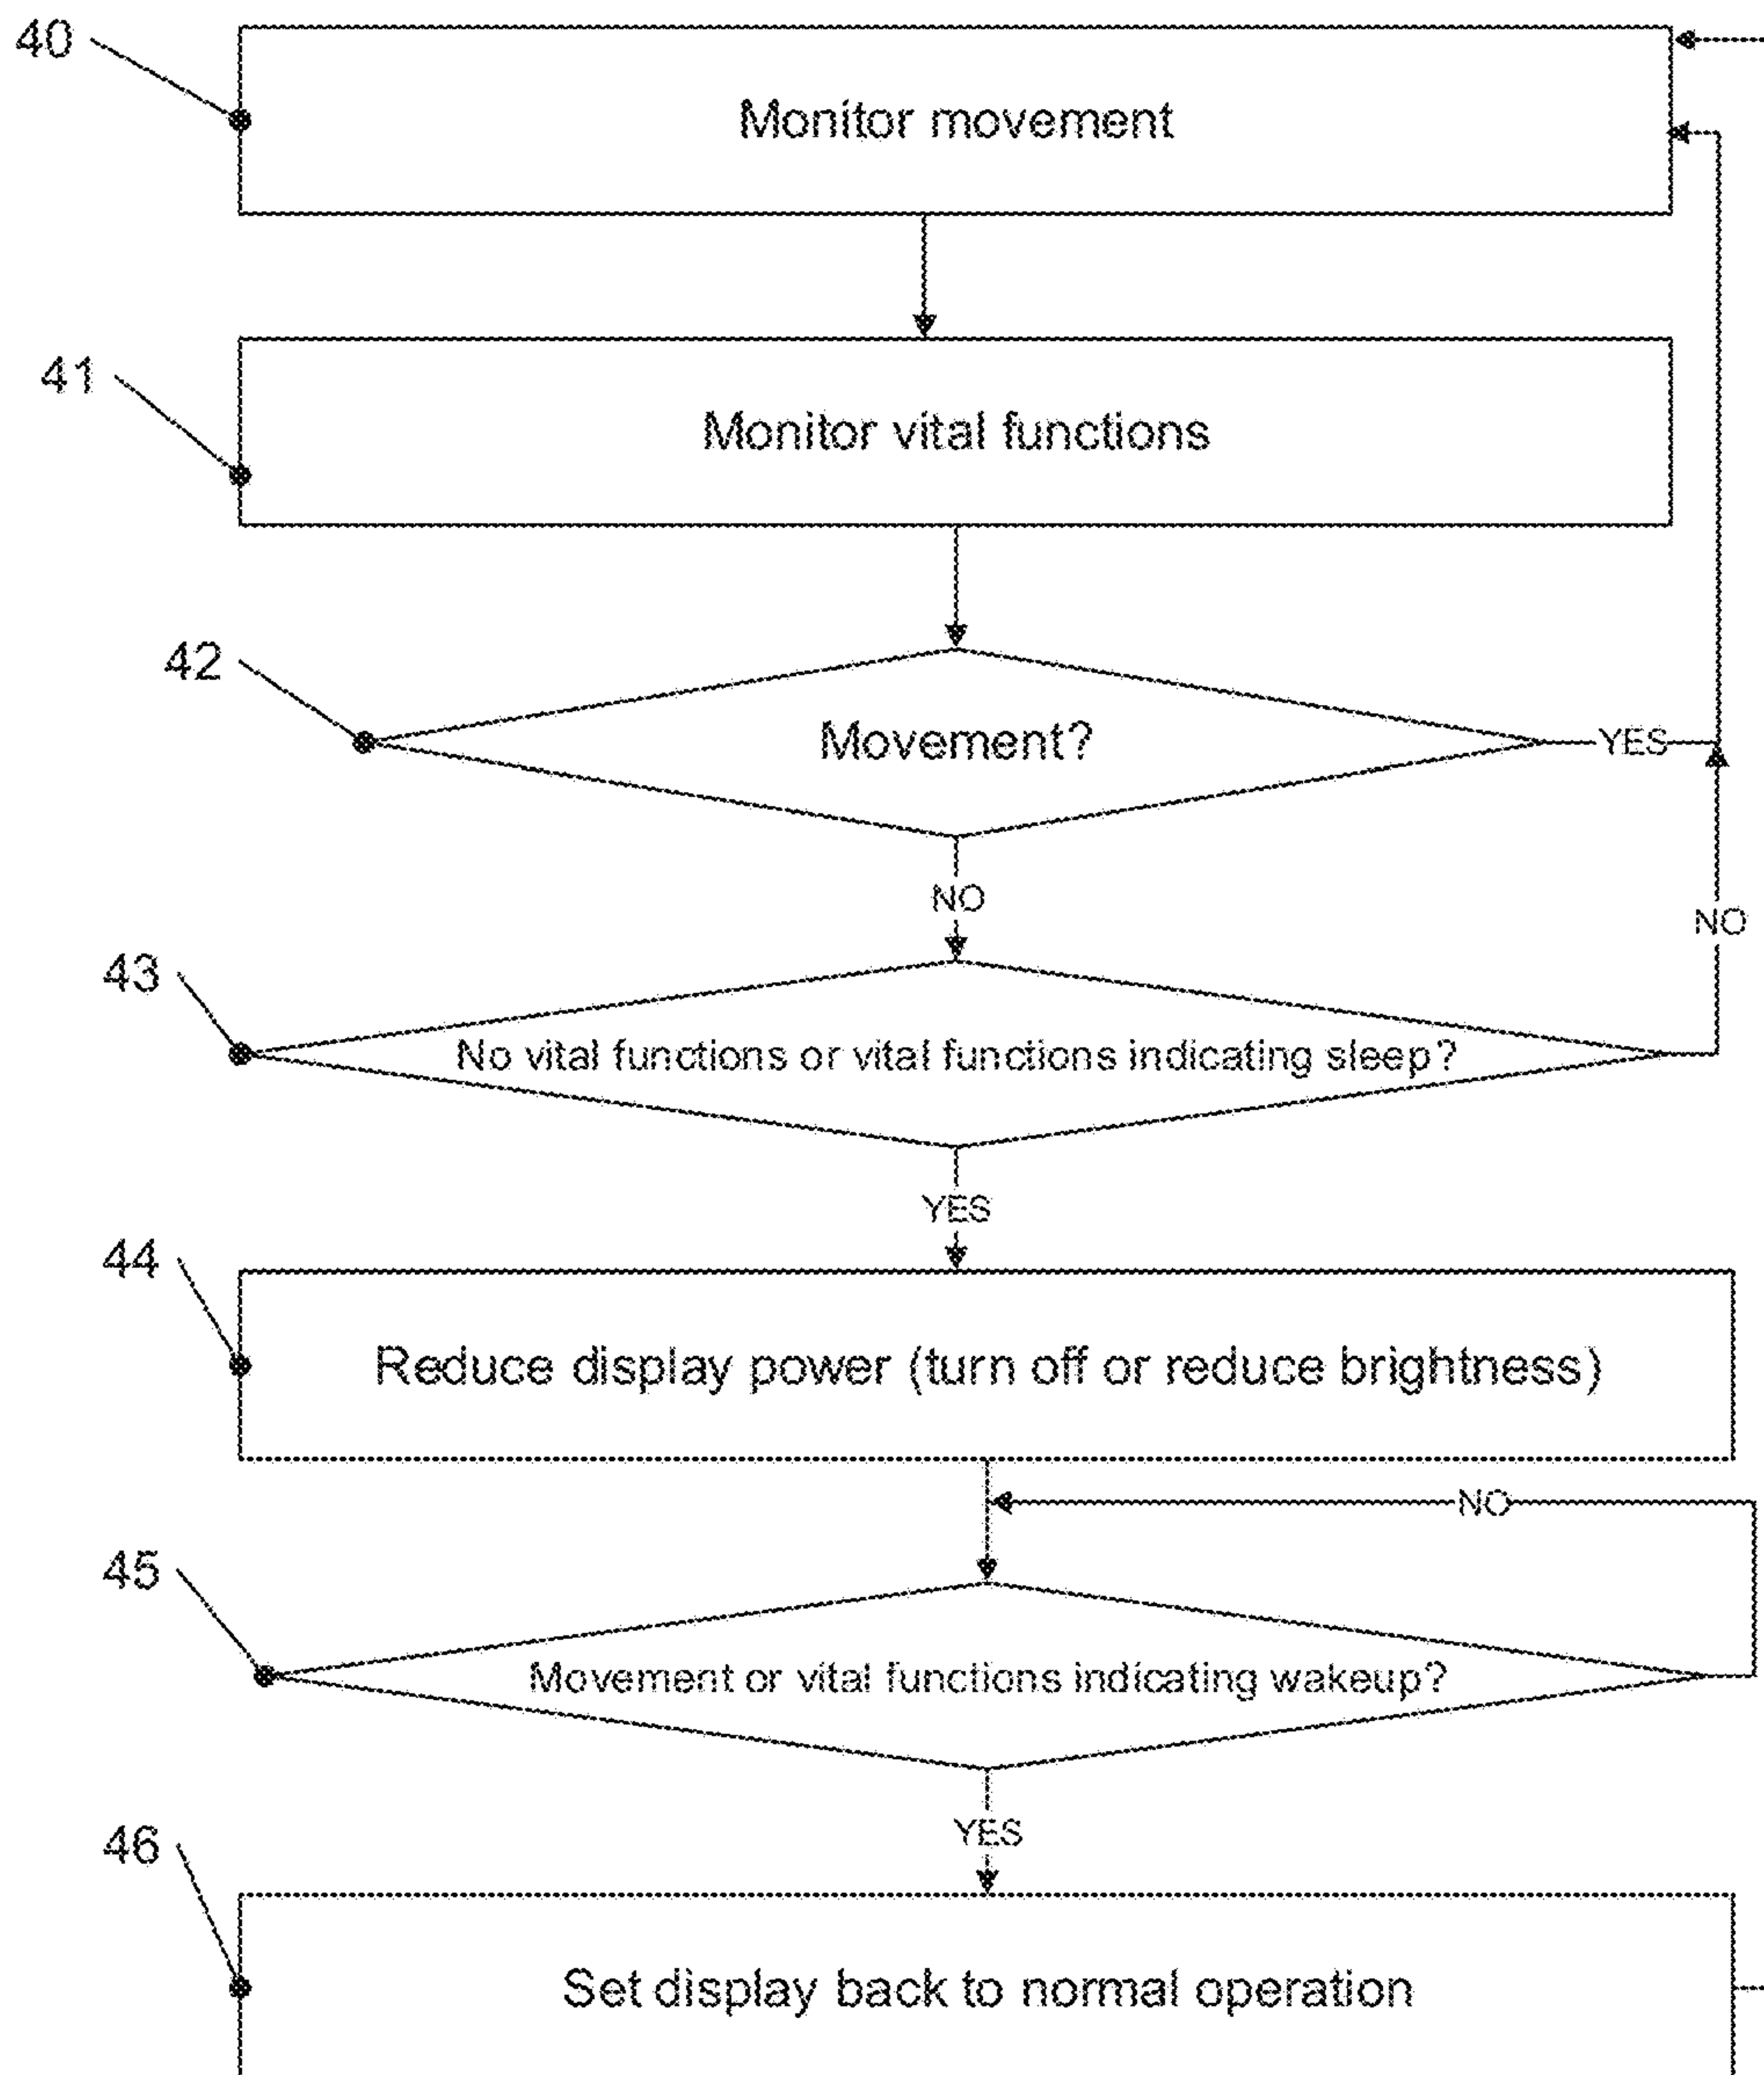 40
Monitor movement
41
Monitor vital functions
42
Movement?
YES
NO
NO
43
No vital functions or vital functions indicating sleep?
YES
44
Reduce display power (turn off or reduce brightness)
NO
45
Movement or vital functions indicating wakeup?
YES
46
Set display back to normal operation